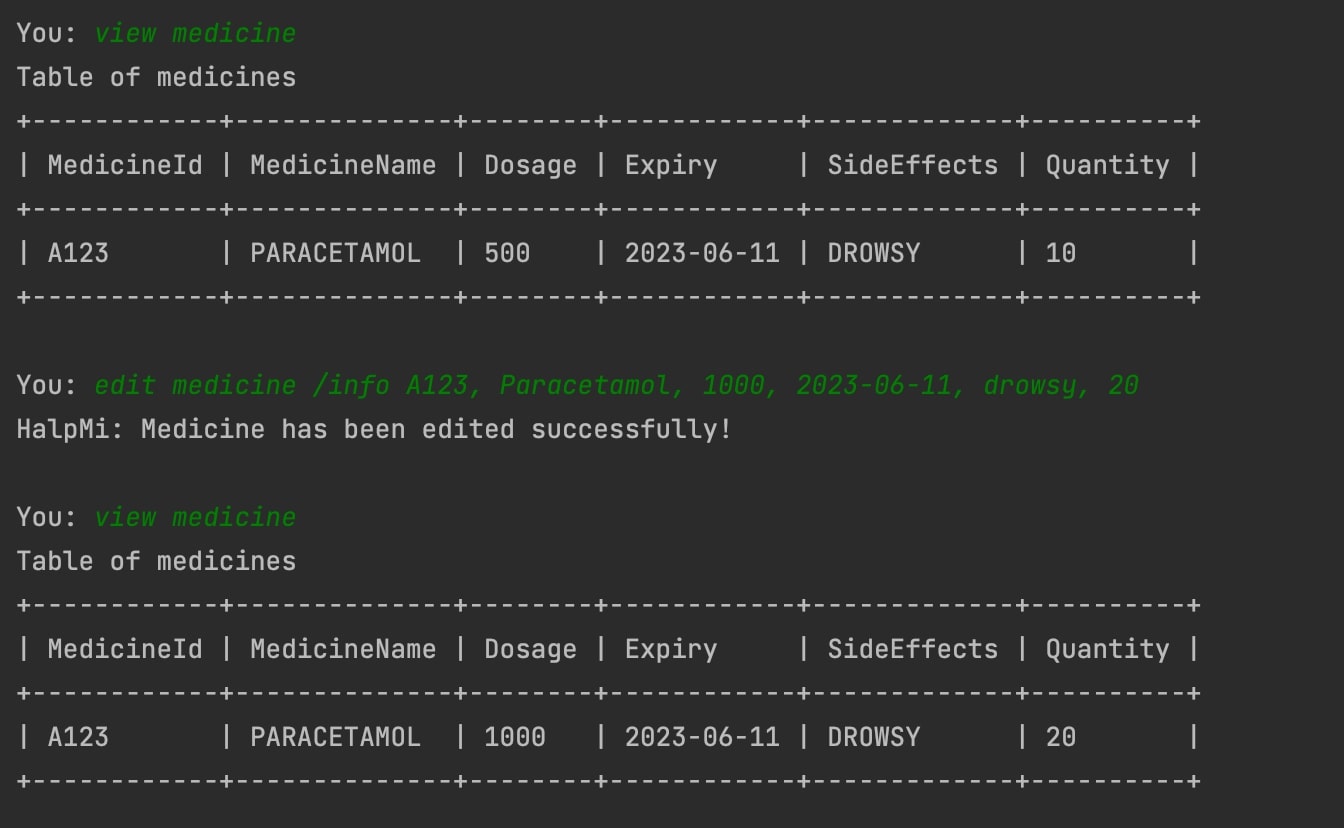 You: view medicine
Table of medicines
+------------+--------------+--------+------------+-------------+----------+
| MedicineId | MedicineName | Dosage | Expiry     | SideEffects | Quantity |
+------------+--------------+--------+------------+-------------+----------+
| A123       | PARACETAMOL  | 500    | 2023-06-11 | DROWSY      | 10       |
+------------+--------------+--------+------------+-------------+----------+
You: edit medicine /info A123, Paracetamol, 1000, 2023-06-11, drowsy, 20
HalpMi: Medicine has been edited successfully!
You: view medicine
Table of medicines
+------------+--------------+--------+------------+-------------+----------+
| MedicineId | MedicineName | Dosage | Expiry     | SideEffects | Quantity |
+------------+--------------+--------+------------+-------------+----------+
| A123       | PARACETAMOL  | 1000   | 2023-06-11 | DROWSY      | 20       |
+------------+--------------+--------+------------+-------------+----------+